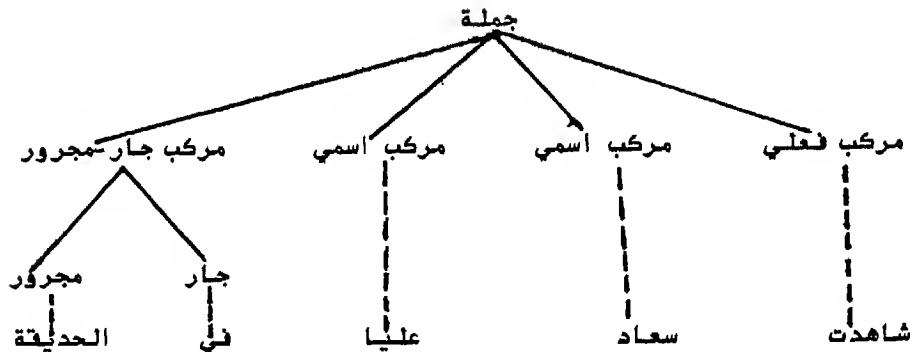 جملة
مركب فعلي مركب اسمي مركب اسمي مركب جار-مجرور
جار مجرور
شاهدت سعاد عليا في الحديقة